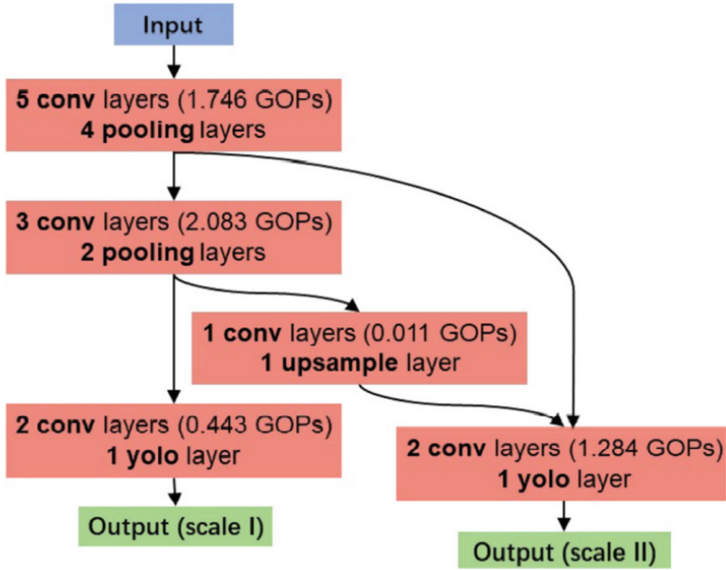 Input
5 conv layers (1.746 GOPs)
4 pooling layers
3 conv layers (2.083 GOPs)
2 pooling layers
1 conv layers (0.011 GOPs)
1 upsample layer
2 conv layers (0.443 GOPs)
1 yolo layer
2 conv layers (1.284 GOPs)
1 yolo layer
Output (scale I)
Output (scale II)